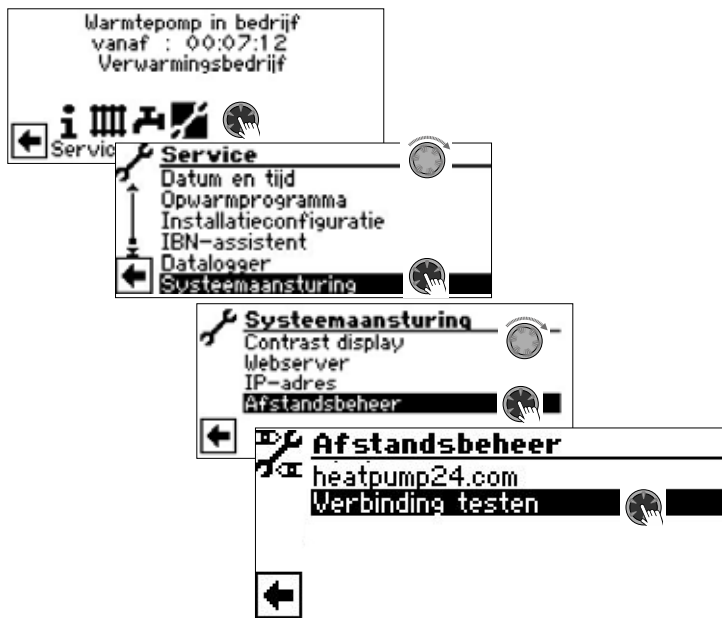 Warmtepomp in bedrijf
vanaf : 00:07:12
Verwarmingsbedrijf
Service
Datum en tijd
Opwarmprogramma
Installatieconfiguratie
IBN-assistent
Datalogger
Systeemaansturing
Systeemaansturing
Contrast display
Webserver
IP-adres
Afstandsbeheer
Afstandsbeheer
heatpump24.com
Verbinding testen